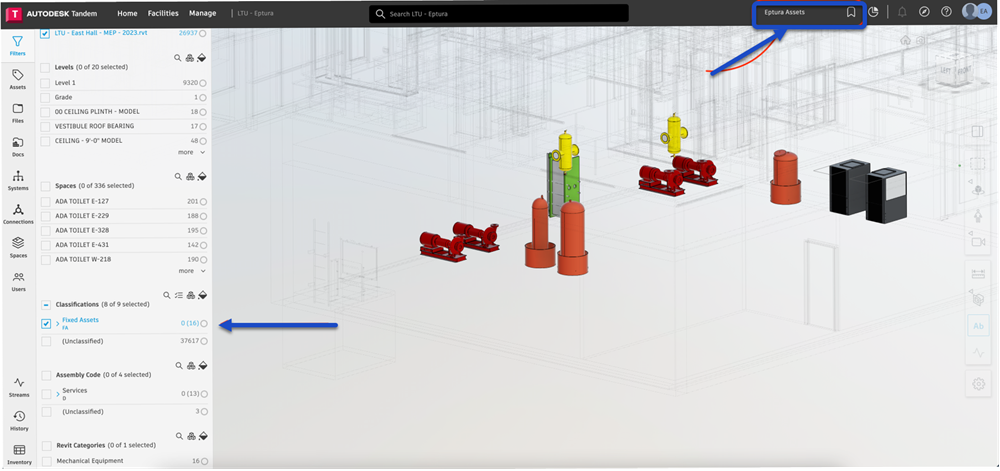 T AUTODESK Tandem Home Facilities Manage LTU - Eptura Search LTU - Eptura Eptura Assets EA
LTU - East Hall - MEP - 2023.rvt 26937
Filters
Levels (0 of 20 selected)
Level 1 9320
Assets
Grade 1
00 CEILING PLINTH - MODEL 18
Files
VESTIBULE ROOF BEARING 17
CEILING - 9'-0" MODEL 48
Docs
more
Systems
Spaces (0 of 336 selected)
ADA TOILET E-127 201
ADA TOILET E-229 188
Connections
ADA TOILET E-328 195
ADA TOILET E-431 142
Spaces
ADA TOILET W-218 190
more
Users
Classifications (8 of 9 selected)
Fixed Assets 0 (16)
FA
(Unclassified) 37617
Assembly Code (0 of 4 selected)
Services 0 (13)
D
Streams
(Unclassified) 3
History
Revit Categories (0 of 1 selected)
Mechanical Equipment 16
Inventory
Ab